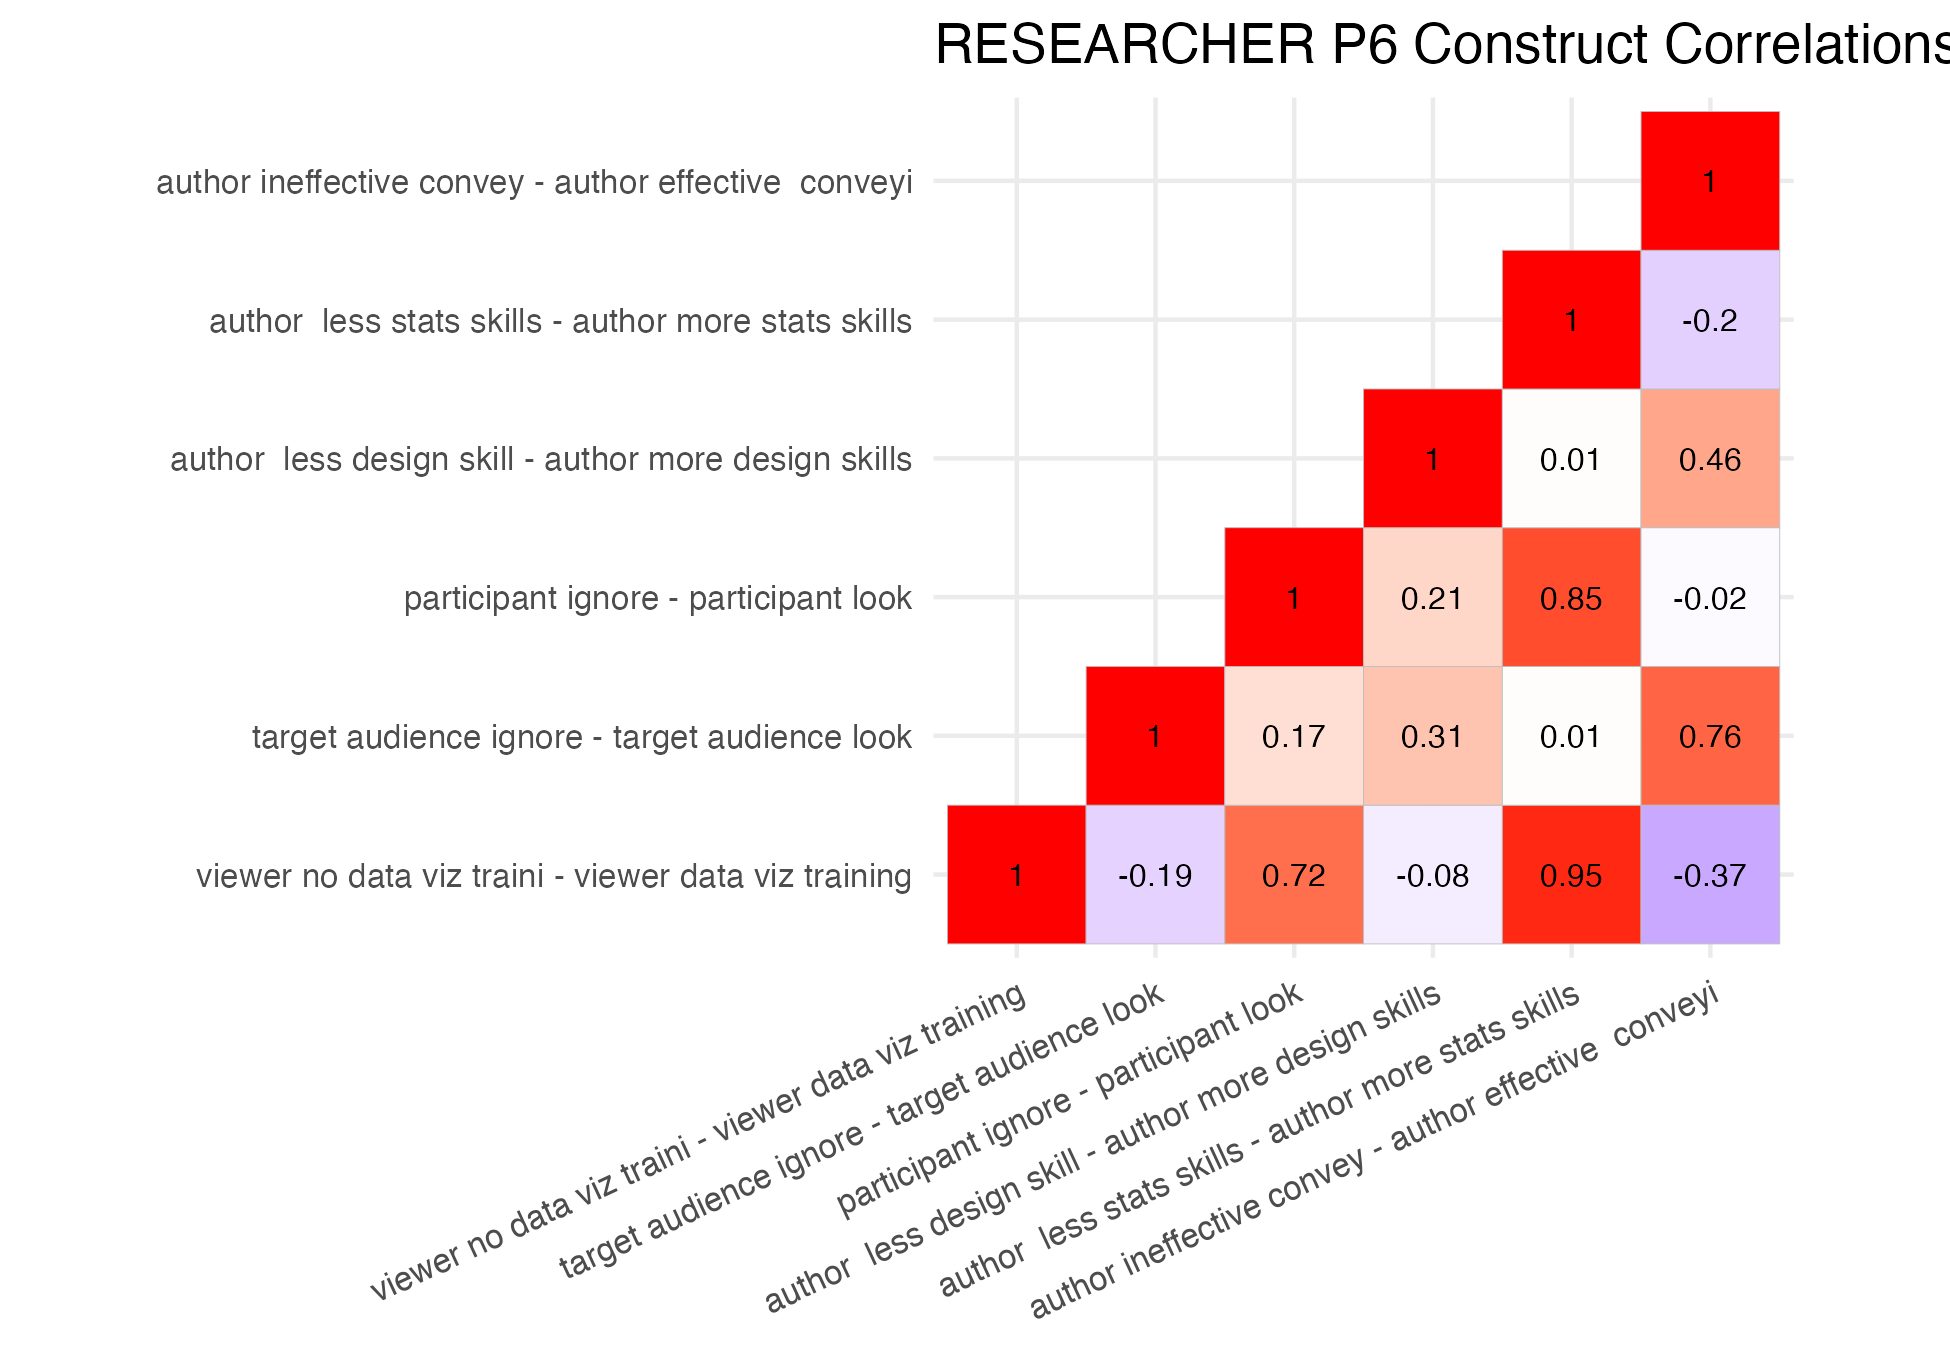 RESEARCHER P6 Construct Correlations
author ineffective convey - author effective  conveyi
1
author  less stats skills - author more stats skills
1 -0.2
author  less design skill - author more design skills
1 0.01 0.46
participant ignore - participant look
1 0.21 0.85 -0.02
target audience ignore - target audience look
1 0.17 0.31 0.01 0.76
viewer no data viz traini - viewer data viz training
1 -0.19 0.72 -0.08 0.95 -0.37
viewer no data viz traini - viewer data viz training
target audience ignore - target audience look
participant ignore - participant look
author  less design skill - author more design skills
author  less stats skills - author more stats skills
author ineffective convey - author effective  conveyi